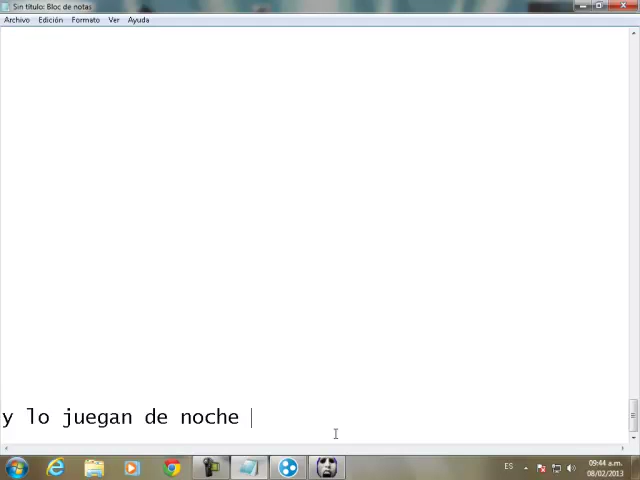 Sin título: Bloc de notas
Archivo Edición Formato Ver Ayuda
y lo juegan de noche
ES 09:44 a.m.
08/02/2013